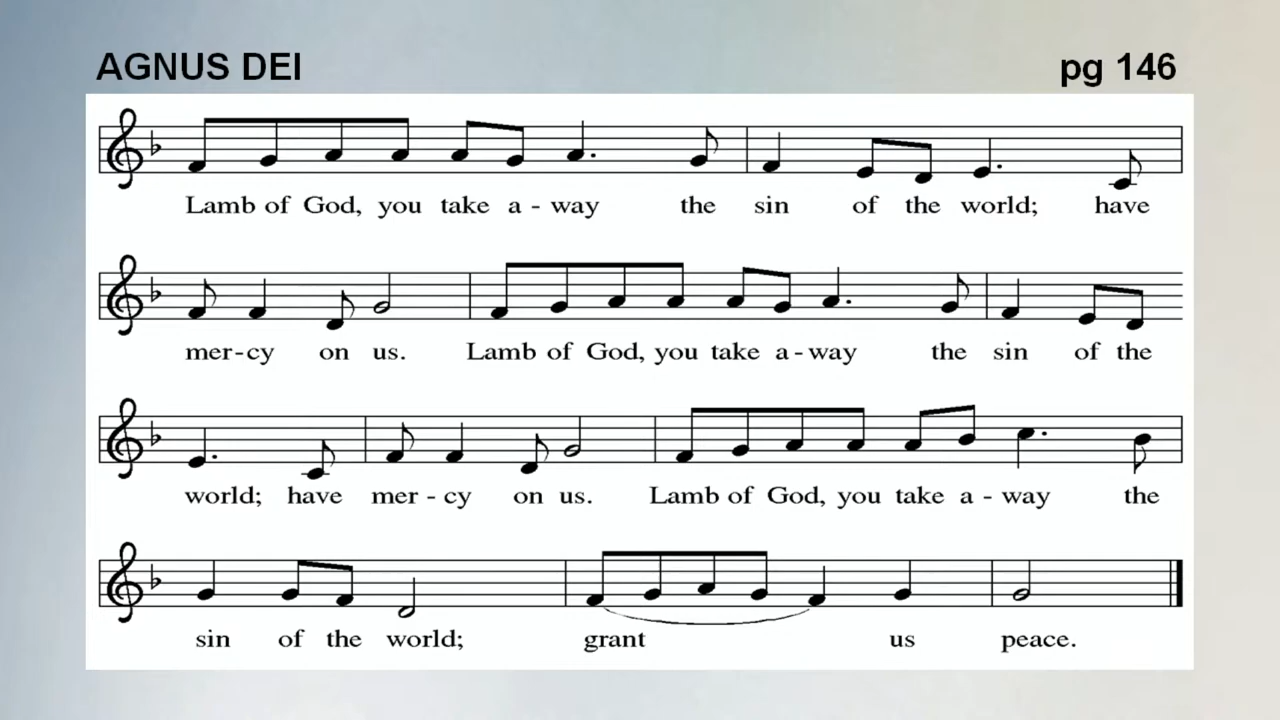 AGNUS DEI pg 146
Lamb of God, you take a - way the sin of the world; have
mer-cy on us. Lamb of God, you take a - way the sin of the
world; have mer - cy on us. Lamb of God, you take a - way the
sin of the world; grant us peace.